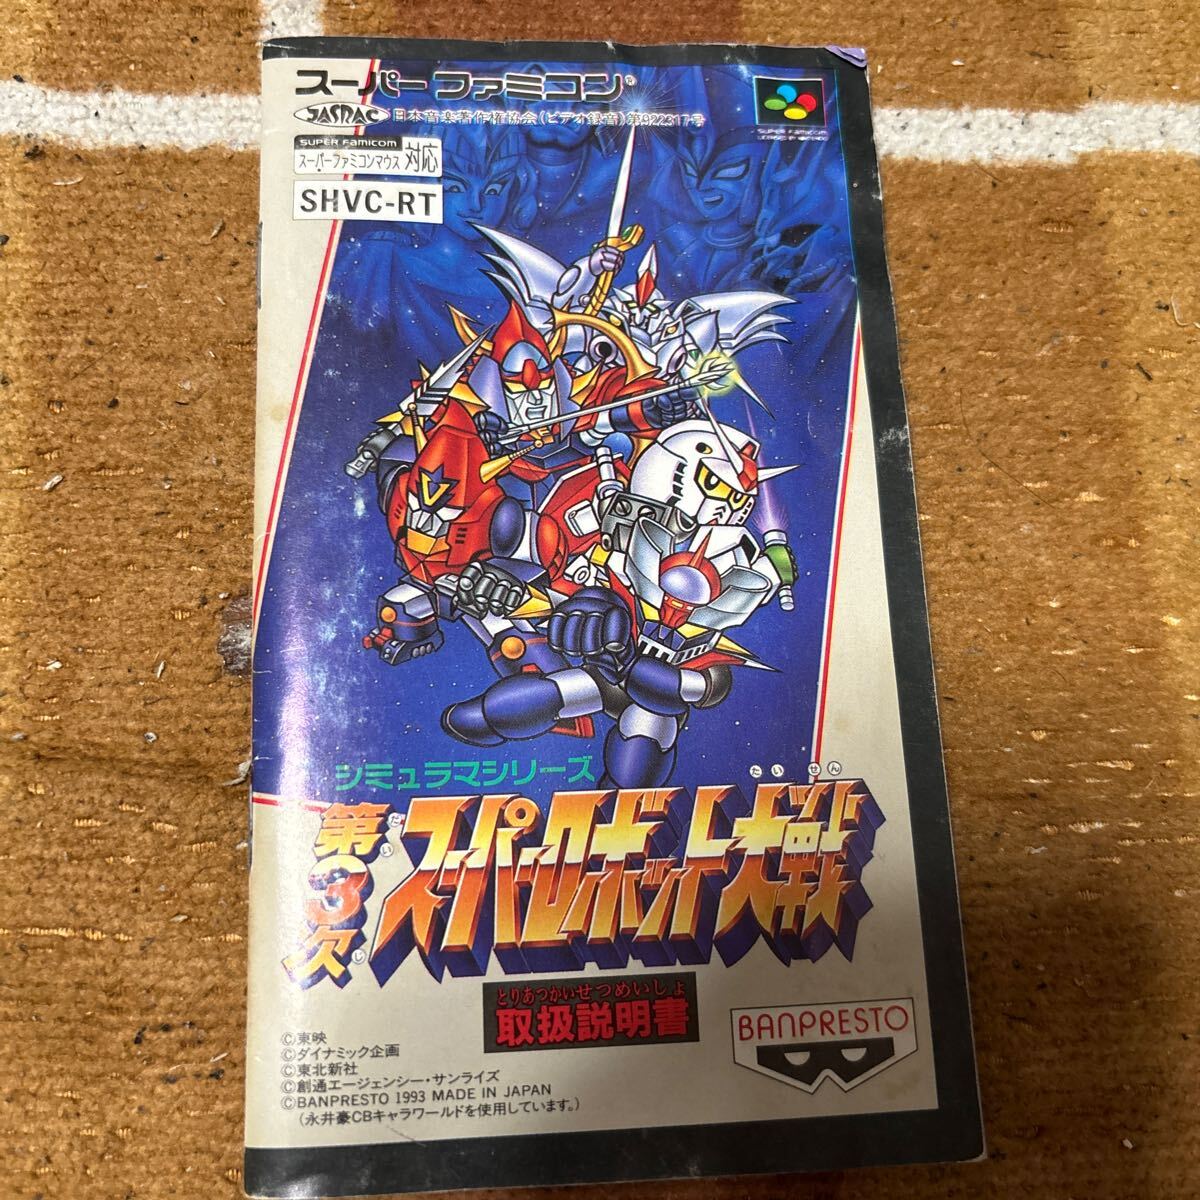 スーパーファミコン®
JASRAC 日本音楽著作権協会(ビデオ録音)第922317号
SUPER FAMICOM
スーパーファミコンマウス 対応
SHVC-RT
SUPER FAMICOM
LICENSED BY NINTENDO
シミュラマシリーズ
だい じ たいせん
第3次 スーパーロボット大戦
とりあつかいせつめいしょ
取扱説明書
BANPRESTO
©東映
©ダイナミック企画
©東北新社
©創通エージェンシー・サンライズ
©BANPRESTO 1993 MADE IN JAPAN
(永井豪CBキャラワールドを使用しています。)